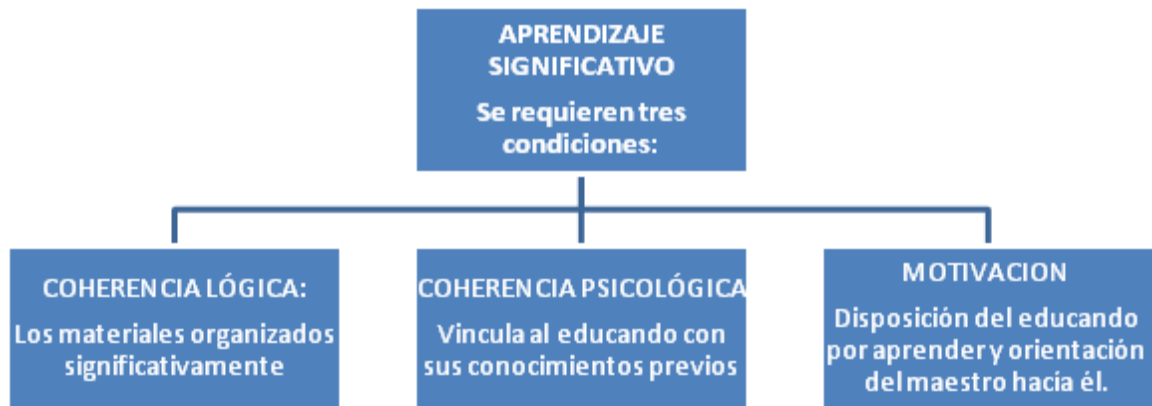 APRENDIZAJE
SIGNIFICATIVO
Se requieren tres
condiciones:
COHERENCIA LÓGICA:
Los materiales organizados
significativamente
COHERENCIA PSICOLÓGICA
Vincula al educando con
sus conocimientos previos
MOTIVACION
Disposición del educando
por aprender y orientación
del maestro hacía él.